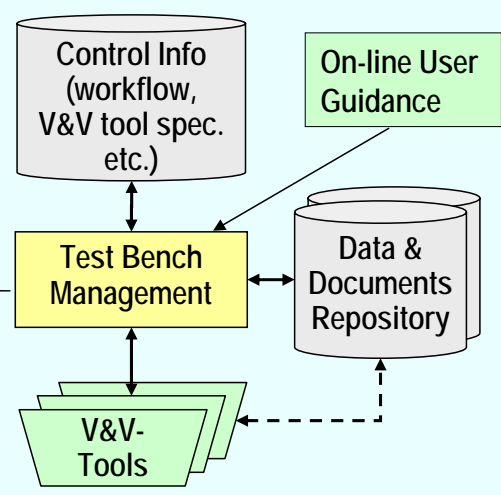 Control Info
(workflow,
V&V tool spec.
etc.)
On-line User
Guidance
Test Bench
Management
Data &
Documents
Repository
V&V-
Tools